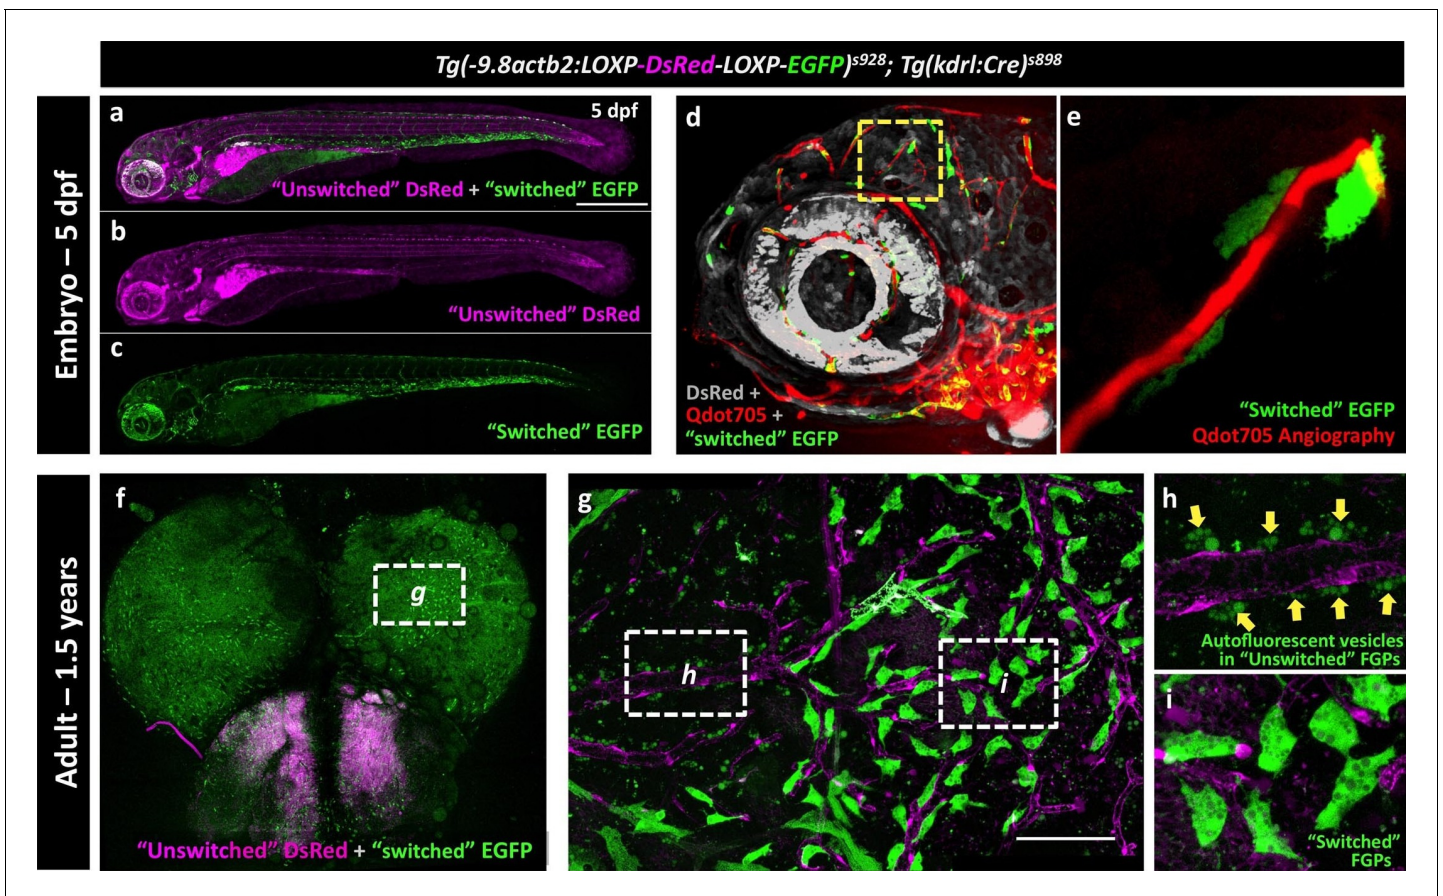 Tg(-9.8actb2:LOXP-DsRed-LOXP-EGFP)s928; Tg(kdrl:Cre)s898
Embryo – 5 dpf
a
5 dpf
“Unswitched” DsRed + “switched” EGFP
b
“Unswitched” DsRed
c
“Switched” EGFP
d
DsRed +
Qdot705 +
“switched” EGFP
e
“Switched” EGFP
Qdot705 Angiography
Adult – 1.5 years
f
g
“Unswitched” DsRed + “switched” EGFP
g
h
i
h
Autofluorescent vesicles
in “Unswitched” FGPs
i
“Switched”
FGPs